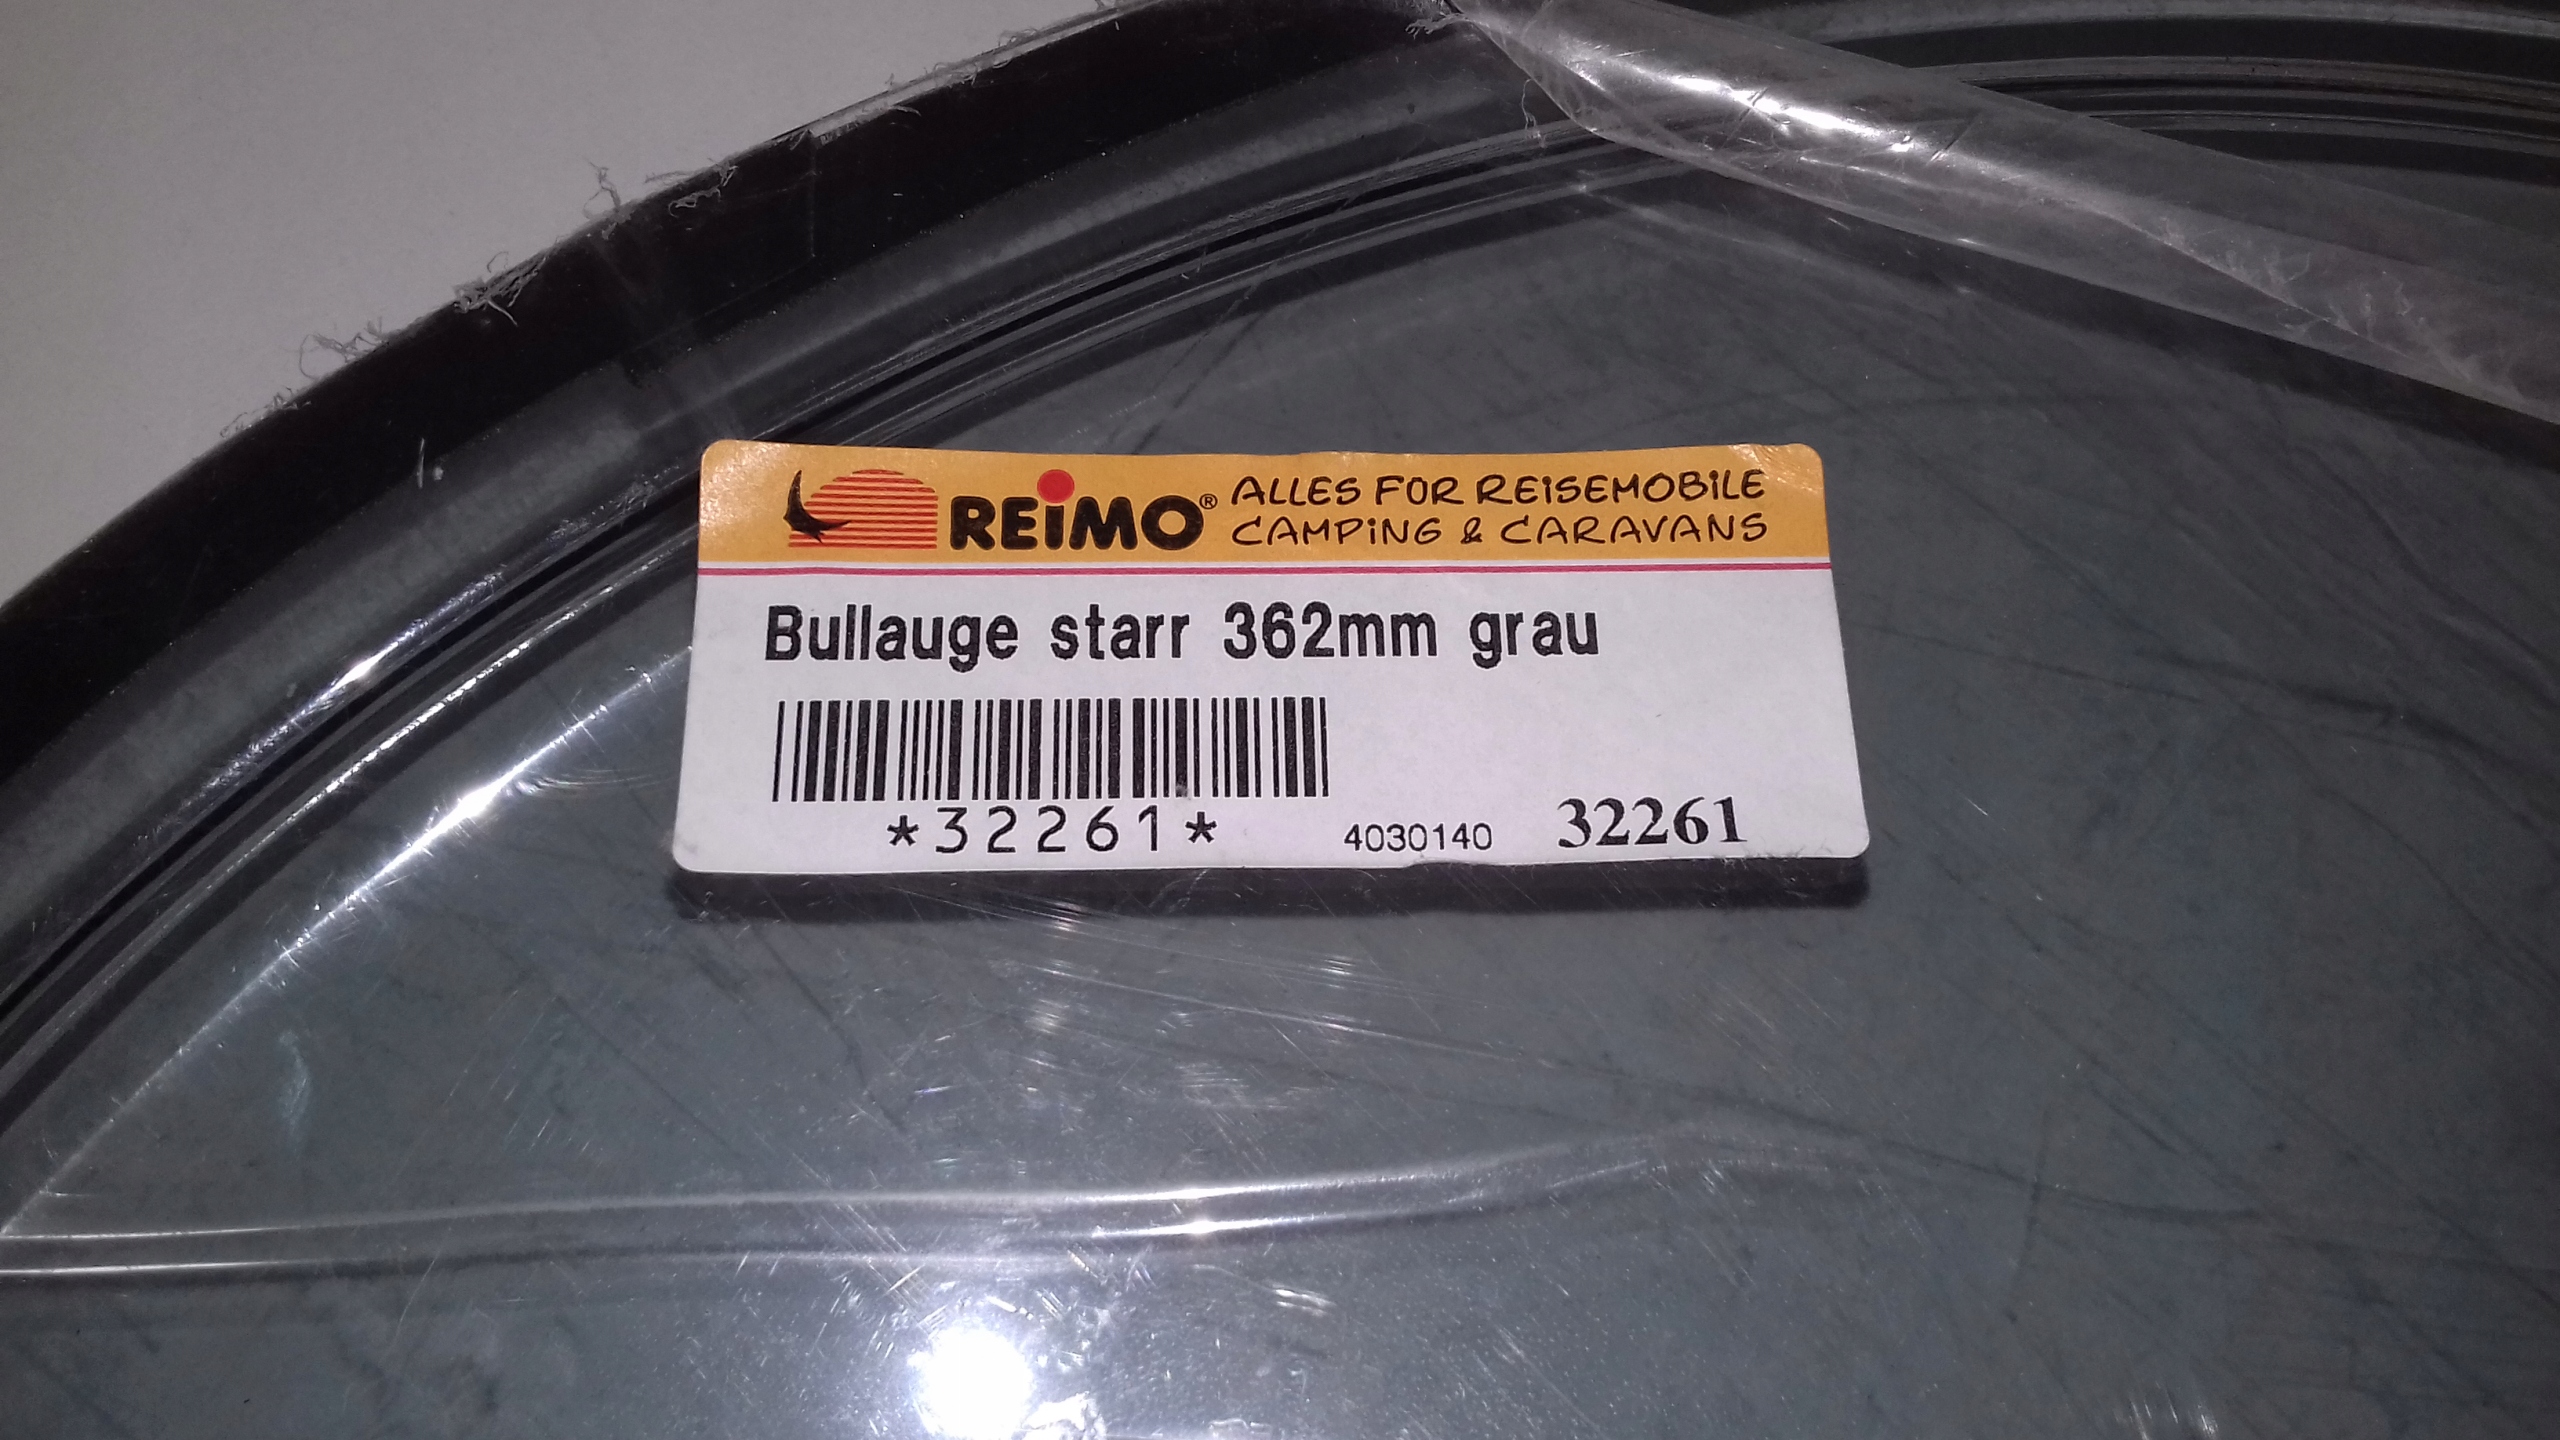 REiMO® ALLES FÜR REiSEMOBiLE
CAMPiNG & CARAVANS
Bullauge starr 362mm grau
*32261* 4030140 32261